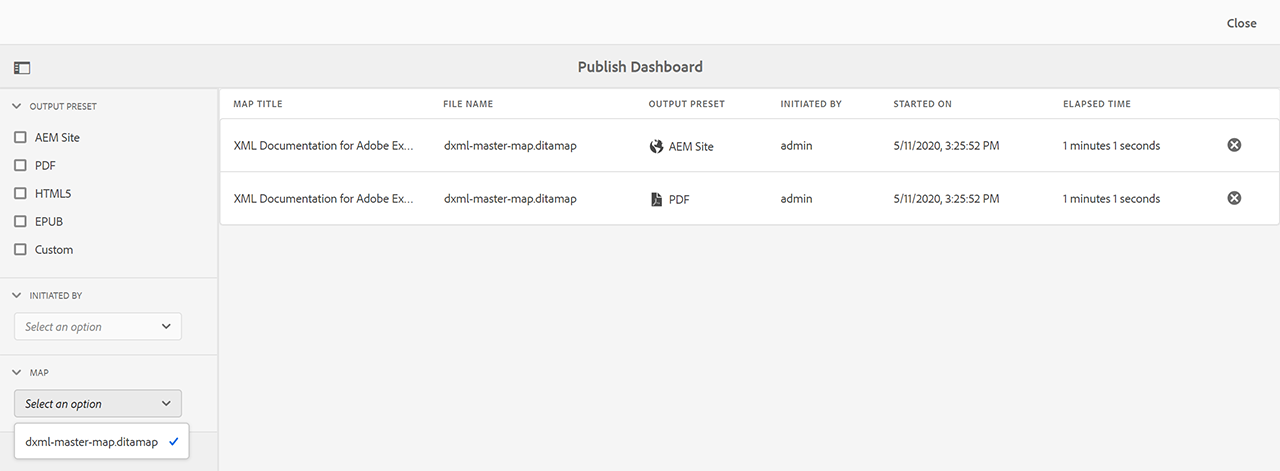 Close
Publish Dashboard
OUTPUT PRESET
AEM Site
PDF
HTML5
EPUB
Custom
INITIATED BY
Select an option
MAP
Select an option
dxml-master-map.ditamap
MAP TITLE FILE NAME OUTPUT PRESET INITIATED BY STARTED ON ELAPSED TIME
XML Documentation for Adobe Ex... dxml-master-map.ditamap AEM Site admin 5/11/2020, 3:25:52 PM 1 minutes 1 seconds
XML Documentation for Adobe Ex... dxml-master-map.ditamap PDF admin 5/11/2020, 3:25:52 PM 1 minutes 1 seconds